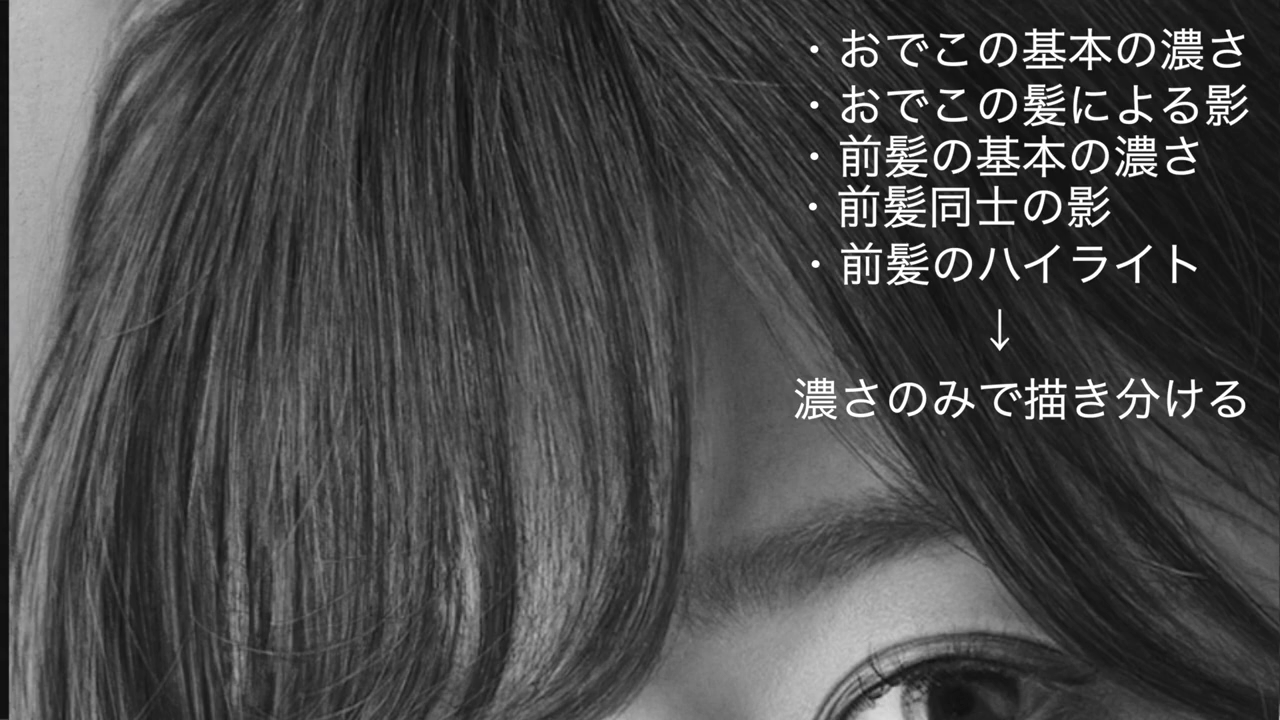 ・おでこの基本の濃さ
・おでこの髪による影
・前髪の基本の濃さ
・前髪同士の影
・前髪のハイライト
↓
濃さのみで描き分ける